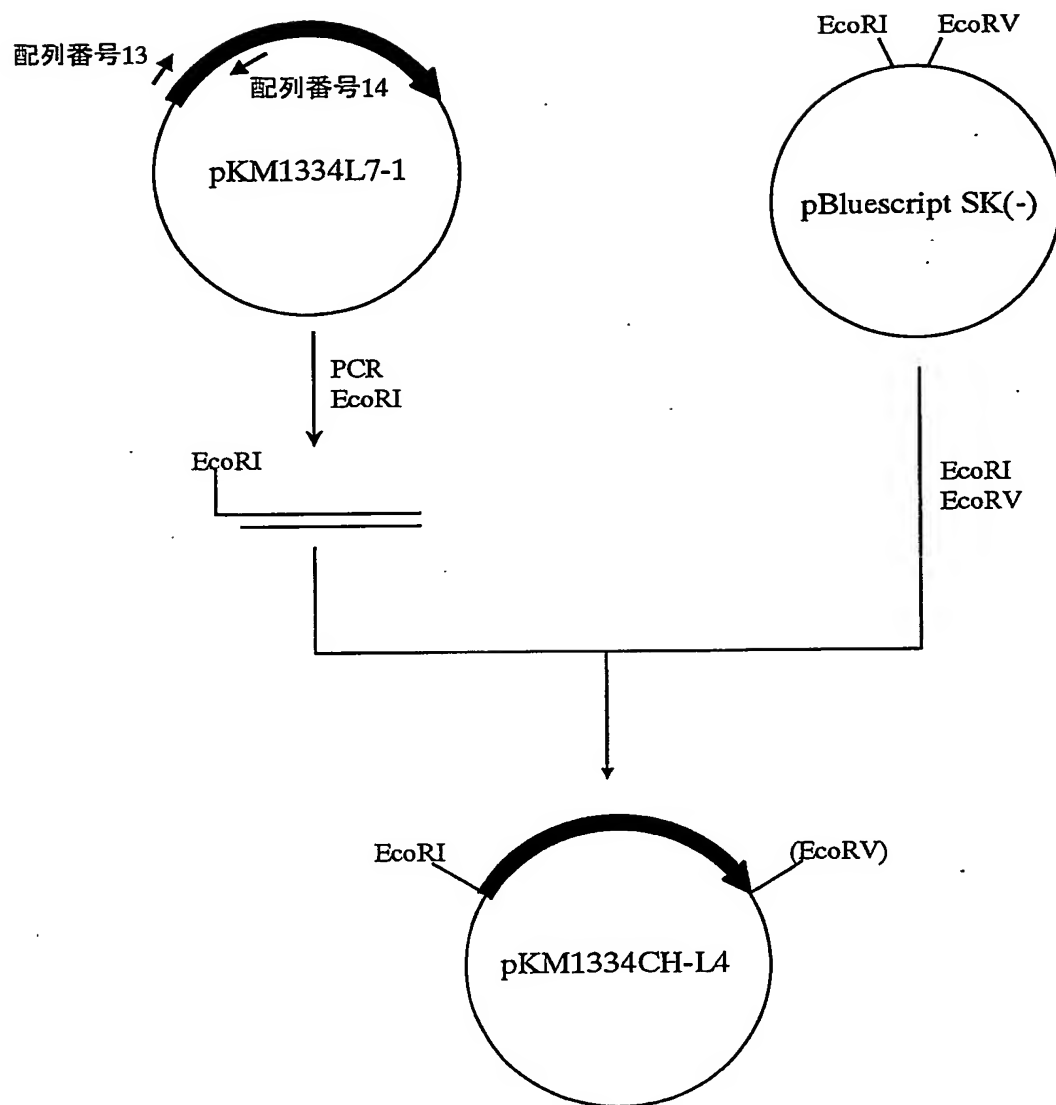 EcoRI
EcoRV
配列番号13
配列番号14
pKM1334L7-1
pBluescript SK(-)
PCR
EcoRI
EcoRI
EcoRI
EcoRV
EcoRI
(EcoRV)
pKM1334CH-L4